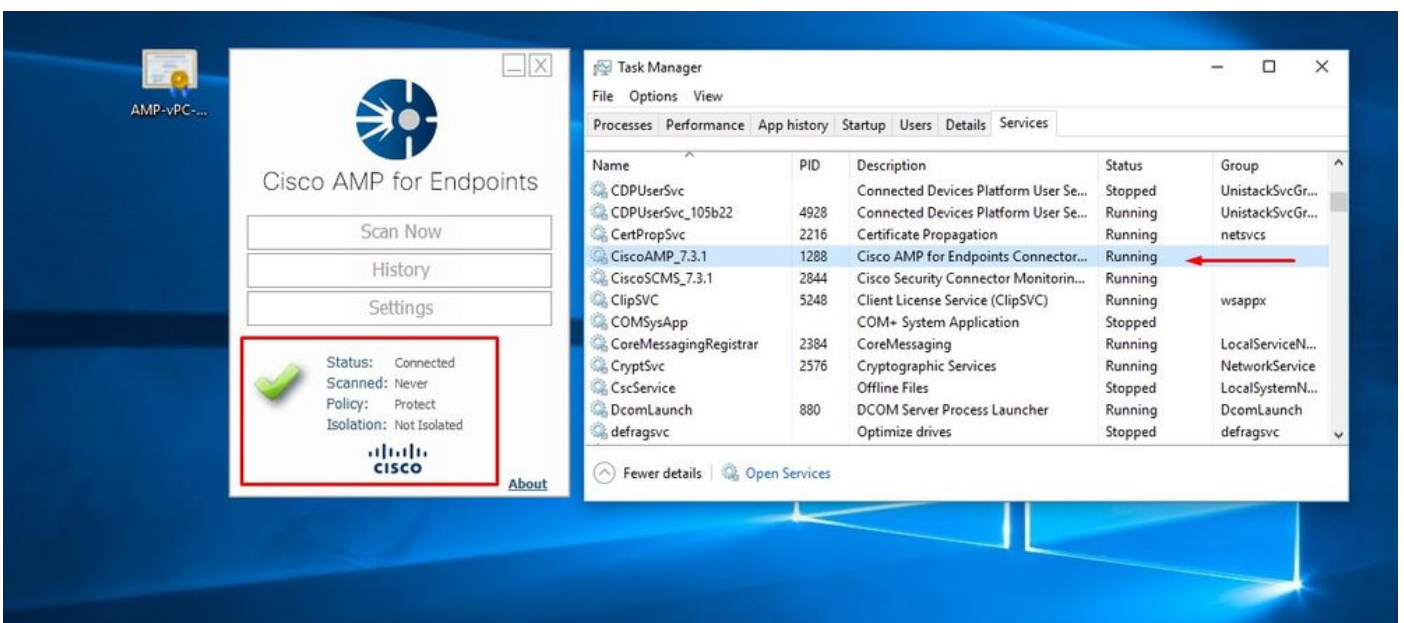 AMP-vPC-...
Cisco AMP for Endpoints
Scan Now
History
Settings
Status: Connected
Scanned: Never
Policy: Protect
Isolation: Not Isolated
CISCO
About
Task Manager
File Options View
Processes Performance App history Startup Users Details Services
Name PID Description Status Group
CDPUserSvc Connected Devices Platform User Se... Stopped UnistackSvcGr...
CDPUserSvc_105b22 4928 Connected Devices Platform User Se... Running UnistackSvcGr...
CertPropSvc 2216 Certificate Propagation Running netsvcs
CiscoAMP_7.3.1 1288 Cisco AMP for Endpoints Connector... Running
CiscoSCMS_7.3.1 2844 Cisco Security Connector Monitorin... Running
ClipSVC 5248 Client License Service (ClipSVC) Running wsappx
COMSysApp COM+ System Application Stopped
CoreMessagingRegistrar 2384 CoreMessaging Running LocalServiceN...
CryptSvc 2576 Cryptographic Services Running NetworkService
CscService Offline Files Stopped LocalSystemN...
DcomLaunch 880 DCOM Server Process Launcher Running DcomLaunch
defragsvc Optimize drives Stopped defragsvc
Fewer details Open Services